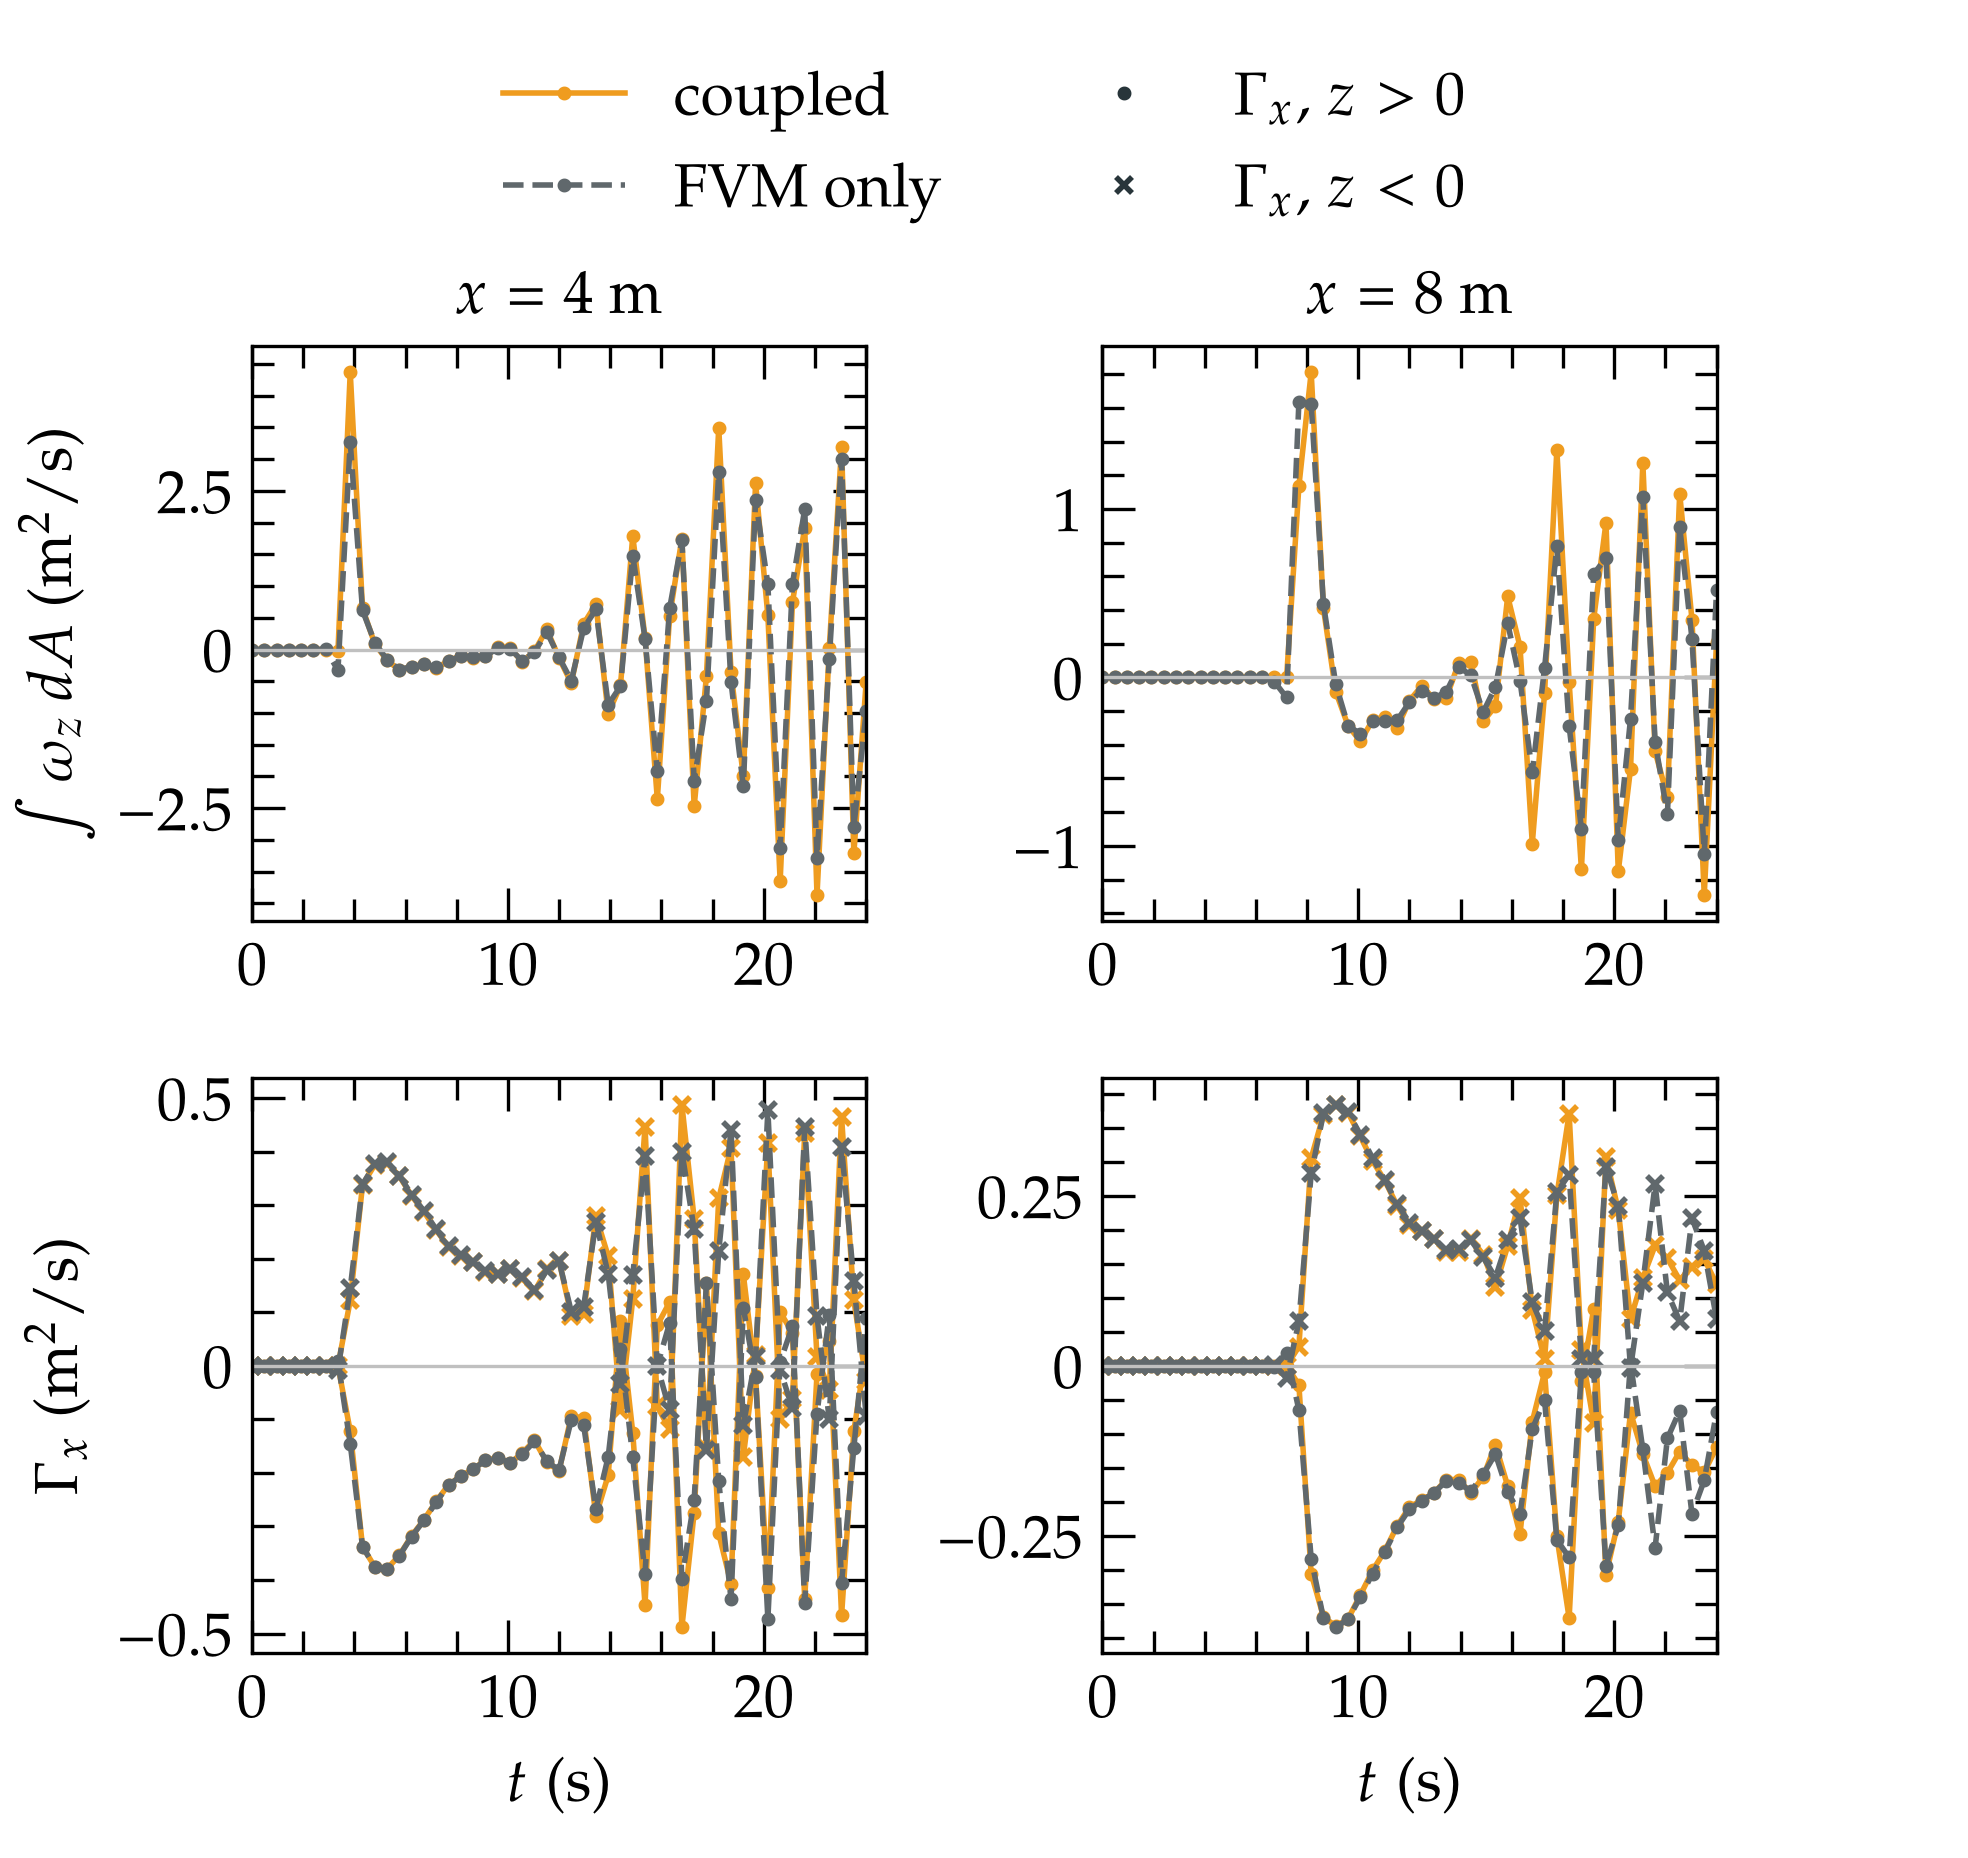 coupled
FVM only
Γx, z > 0
Γx, z < 0
x = 4 m
x = 8 m
∫ ωz dA (m²/s)
2.5
0
−2.5
0 10 20
1
0
−1
0 10 20
Γx (m²/s)
0.5
0
−0.5
0 10 20
t (s)
0.25
0
−0.25
0 10 20
t (s)